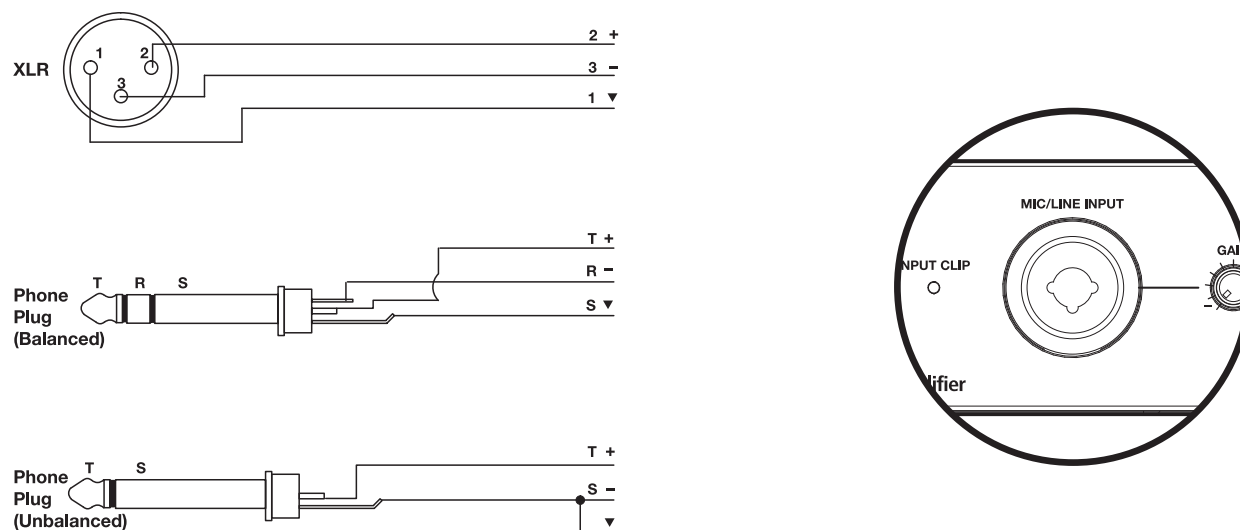 XLR
1
2
3
2 +
3 −
1 ▼
T R S
Phone
Plug
(Balanced)
T +
R −
S ▼
T S
Phone
Plug
(Unbalanced)
T +
S −
▼
MIC/LINE INPUT
NPUT CLIP
GAI
lifier